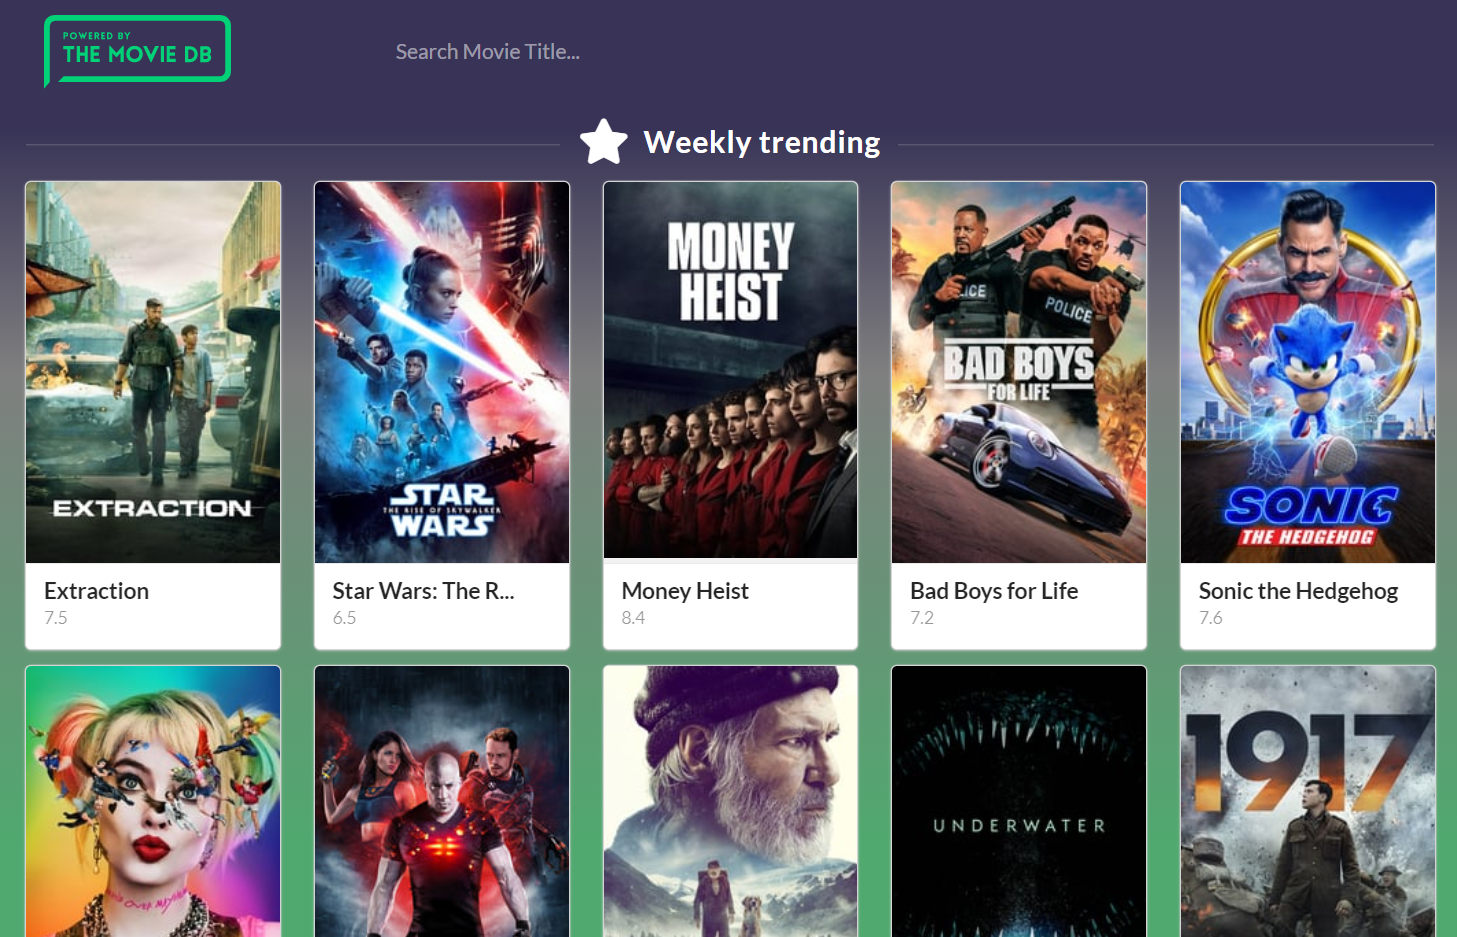 POWERED BY
THE MOVIE DB
Search Movie Title...
Weekly trending
EXTRACTION
STAR
THE RISE OF SKYWALKER
WARS
MONEY
HEIST
POLICE
BAD BOYS
FOR LIFE
SONIC
THE HEDGEHOG
Extraction
7.5
Star Wars: The R...
6.5
Money Heist
8.4
Bad Boys for Life
7.2
Sonic the Hedgehog
7.6
UNDERWATER
1917